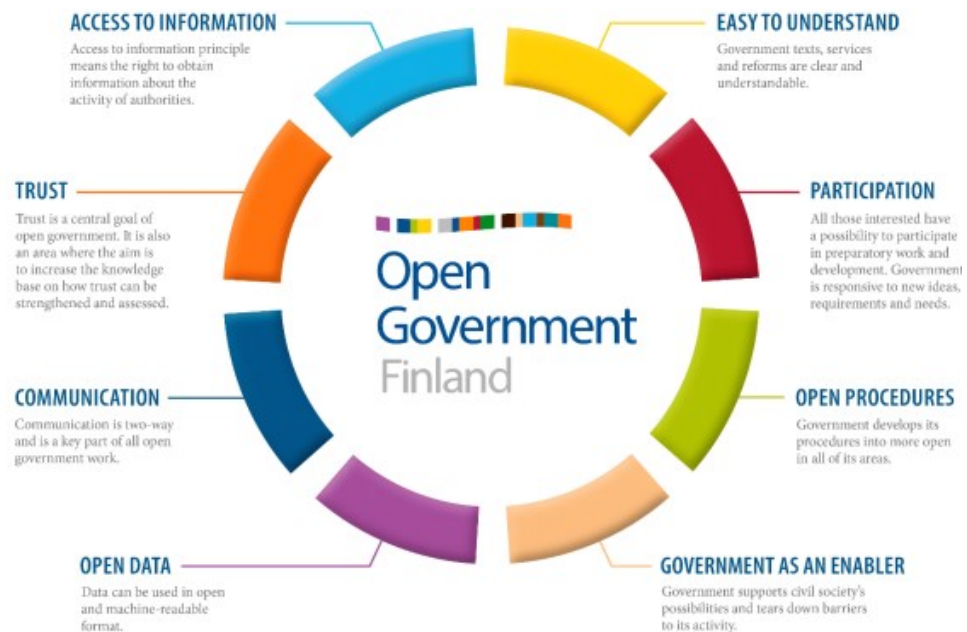 ACCESS TO INFORMATION
Access to information principle
means the right to obtain
information about the
activity of authorities.
EASY TO UNDERSTAND
Government texts, services
and reforms are clear and
understandable.
TRUST
Trust is a central goal of
open government. It is also
an area where the aim is
to increase the knowledge
base on how trust can be
strengthened and assessed.
PARTICIPATION
All those interested have
a possibility to participate
in preparatory work and
development. Government
is responsive to new ideas,
requirements and needs.
Open
Government
Finland
COMMUNICATION
Communication is two-way
and is a key part of all open
government work.
OPEN PROCEDURES
Government develops its
procedures into more open
in all of its areas.
OPEN DATA
Data can be used in open
and machine-readable
format.
GOVERNMENT AS AN ENABLER
Government supports civil society's
possibilities and tears down barriers
to its activity.